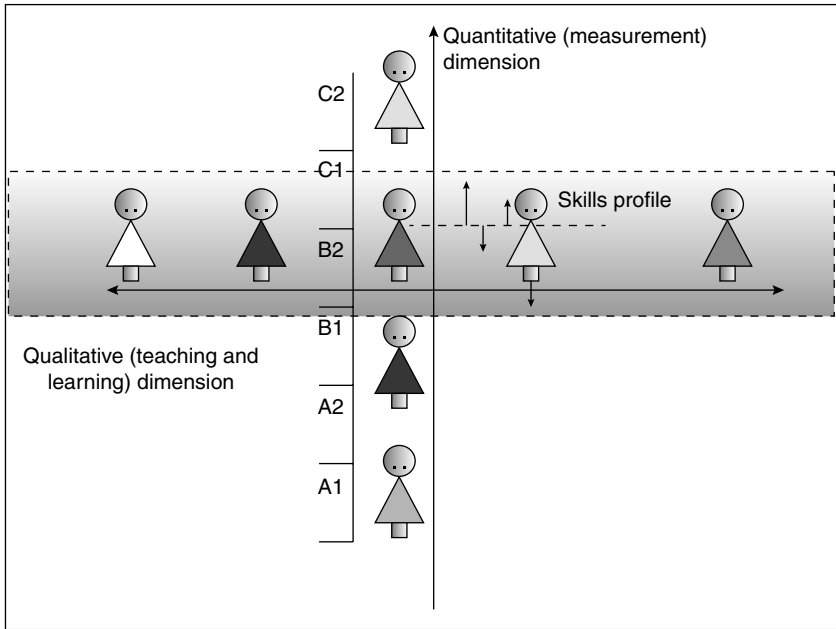 Quantitative (measurement)
dimension
C2
C1
Skills profile
B2
B1
Qualitative (teaching and
learning) dimension
A2
A1